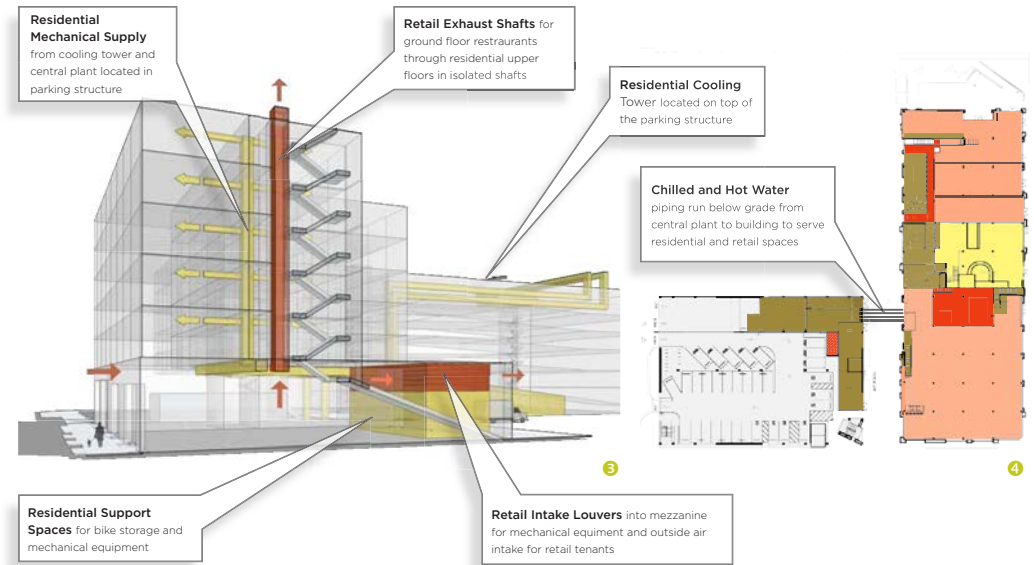 Residential
Mechanical Supply
from cooling tower and
central plant located in
parking structure
Retail Exhaust Shafts for
ground floor restraurants
through residential upper
floors in isolated shafts
Residential Cooling
Tower located on top of
the parking structure
Chilled and Hot Water
piping run below grade from
central plant to building to serve
residential and retail spaces
3
4
Residential Support
Spaces for bike storage and
mechanical equipment
Retail Intake Louvers into mezzanine
for mechanical equiment and outside air
intake for retail tenants